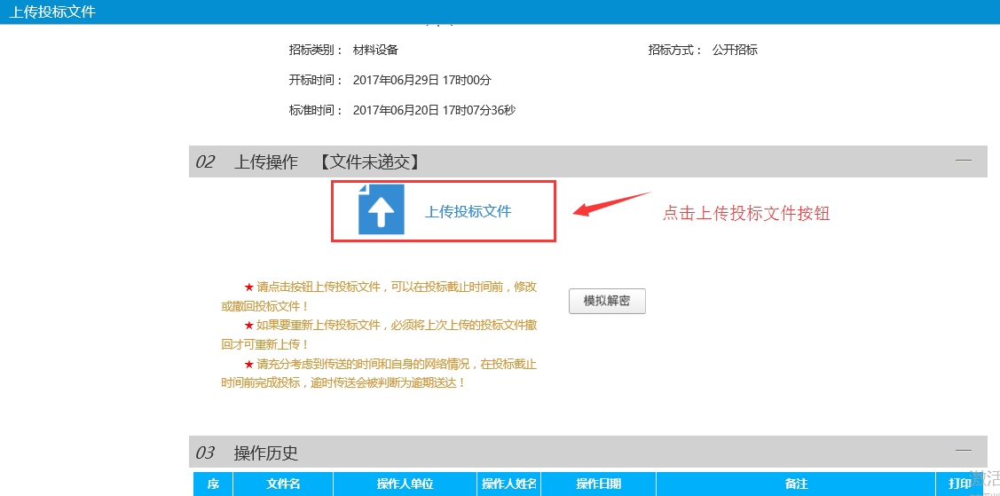 上传投标文件
招标类别： 材料设备 招标方式： 公开招标
开标时间： 2017年06月29日 17时00分
标准时间： 2017年06月20日 17时07分36秒
02 上传操作 【文件未递交】
上传投标文件
点击上传投标文件按钮
★ 请点击按钮上传投标文件，可以在投标截止时间前，修改
或撤回投标文件！
模拟解密
★ 如果要重新上传投标文件，必须将上次上传的投标文件撤
回才可重新上传！
★ 请充分考虑到传送的时间和自身的网络情况，在投标截止
时间前完成投标，逾时传送会被判断为逾期送达！
03 操作历史
序 文件名 操作人单位 操作人姓名 操作日期 备注 打印
激活